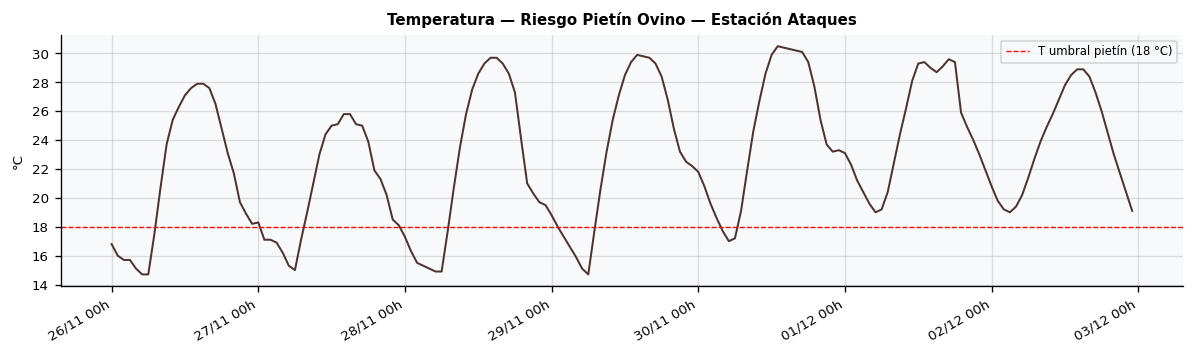 Temperatura — Riesgo Pietín Ovino — Estación Ataques
T umbral pietín (18 °C)
°C
30
28
26
24
22
20
18
16
14
26/11 00h
27/11 00h
28/11 00h
29/11 00h
30/11 00h
01/12 00h
02/12 00h
03/12 00h